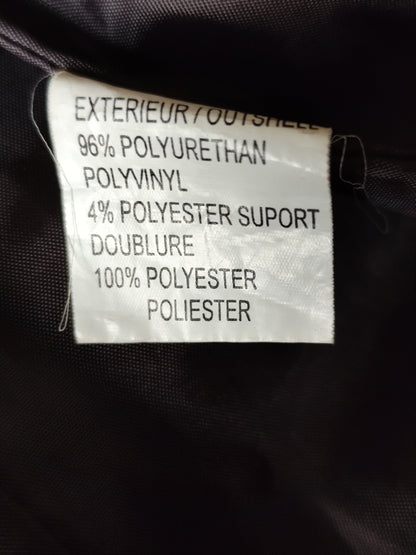 EXTERIEUR / OUTSHELL
96% POLYURETHAN
POLYVINYL
4% POLYESTER SUPORT
DOUBLURE
100% POLYESTER
POLIESTER